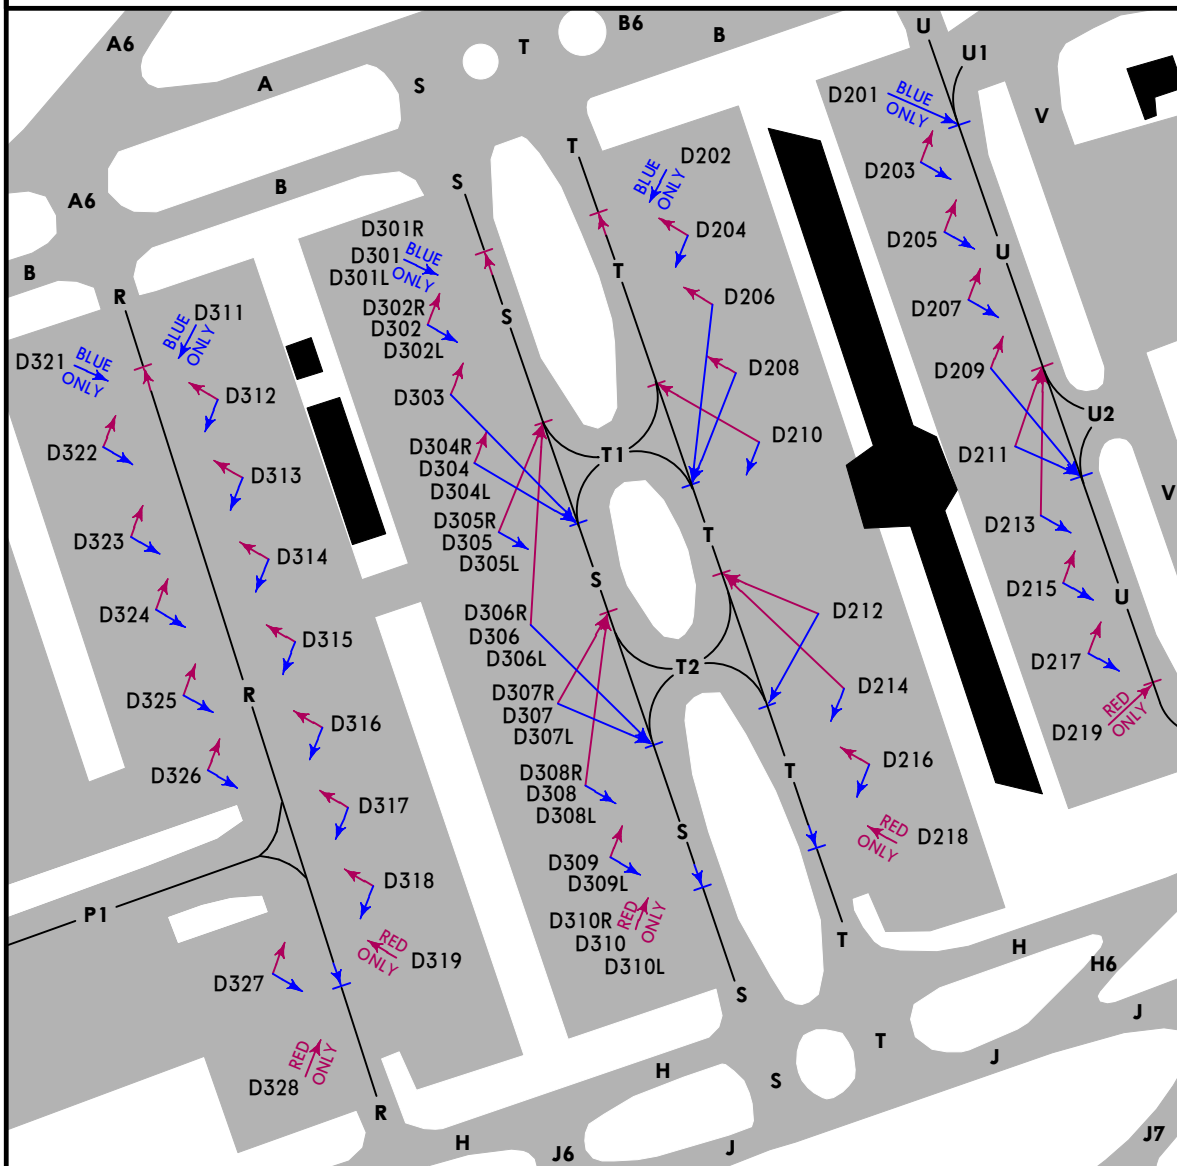 U
B6
A6
T
B
U1
A
S
D201 BLUE ONLY
V
T
D202
BLUE ONLY
D203
S
B
A6
D204
D301R
D301 BLUE ONLY
D301L
D205
U
T
B
R
D206
D207
D302R
D302
D302L
D311
BLUE ONLY
S
D321 BLUE ONLY
D208
D209
D312
D303
U2
D210
D304R
D304
D304L
T1
D322
D211
D313
V
D305R
D305
D305L
D213
D323
T
D314
S
D215
U
D324
D306R
D306
D306L
D212
D315
D217
T2
D307R
D307
D307L
R
D325
D214
D219 RED ONLY
D316
D308R
D308
D308L
T
D216
D326
D317
S
RED ONLY D218
D309
D309L
D318
P1
D310R
D310
D310L
RED ONLY
T
RED ONLY D319
H
H6
D327
S
J
T
RED ONLY
D328
H
S
J
R
H
J6
J
J7